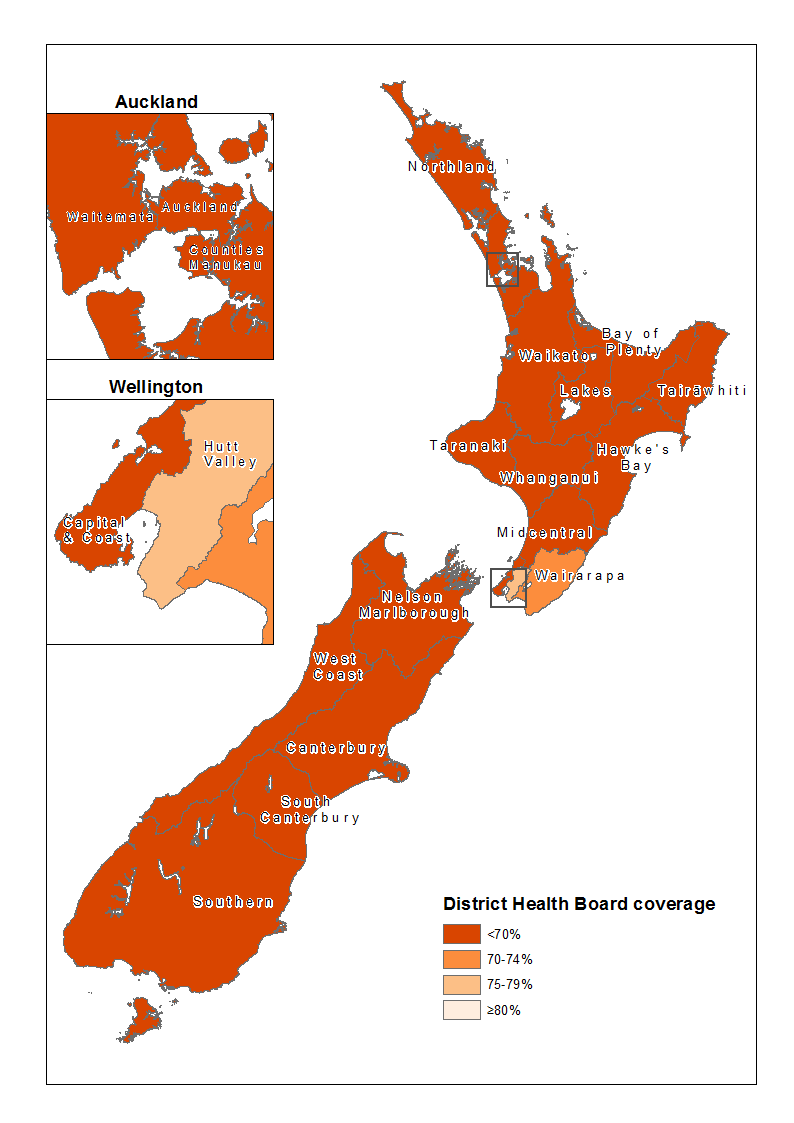 Auckland
Waitemata
Auckland
Counties
Manukau
Wellington
Hutt
Valley
Capital
& Coast
Northland
Bay of
Plenty
Waikato
Lakes
Tairāwhiti
Taranaki
Hawke's
Bay
Whanganui
Midcentral
Wairarapa
Nelson
Marlborough
West
Coast
Canterbury
South
Canterbury
Southern
District Health Board coverage
<70%
70-74%
75-79%
≥80%